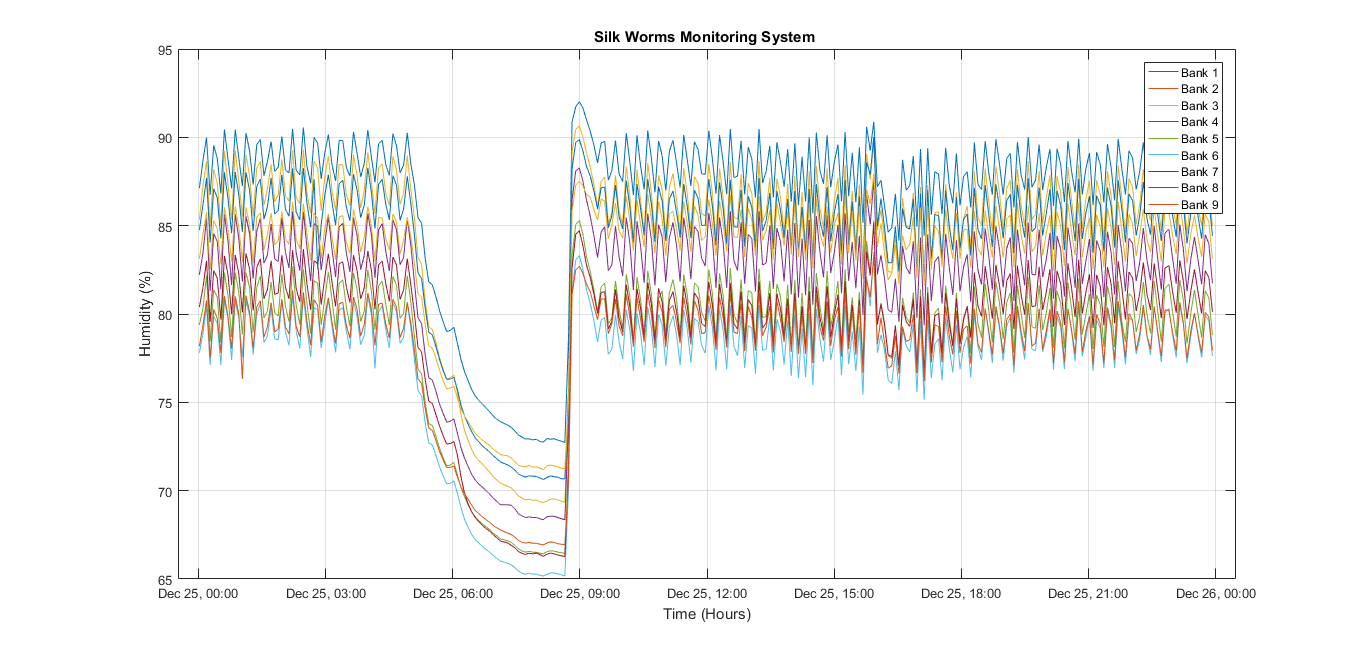 Silk Worms Monitoring System
95
90
85
80
75
70
65
Humidity (%)
Bank 1
Bank 2
Bank 3
Bank 4
Bank 5
Bank 6
Bank 7
Bank 8
Bank 9
Dec 25, 00:00 Dec 25, 03:00 Dec 25, 06:00 Dec 25, 09:00 Dec 25, 12:00 Dec 25, 15:00 Dec 25, 18:00 Dec 25, 21:00 Dec 26, 00:00
Time (Hours)